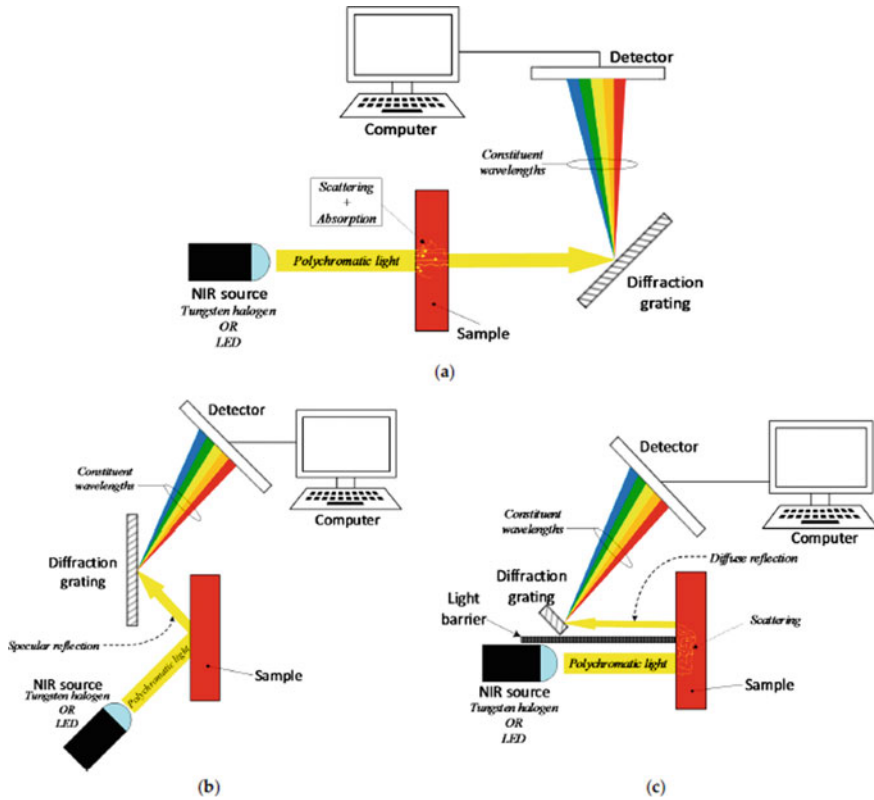 Detector
Computer
Constituent
wavelengths
Scattering
+
Absorption
Polychromatic light
NIR source
Tungsten halogen
OR
LED
Sample
Diffraction
grating
(a)
Detector
Constituent
wavelengths
Computer
Diffraction
grating
Specular reflection
Polychromatic light
Sample
NIR source
Tungsten halogen
OR
LED
(b)
Detector
Constituent
wavelengths
Computer
Diffuse reflection
Diffraction
grating
Light
barrier
Scattering
Polychromatic light
NIR source
Tungsten halogen
OR
LED
Sample
(c)